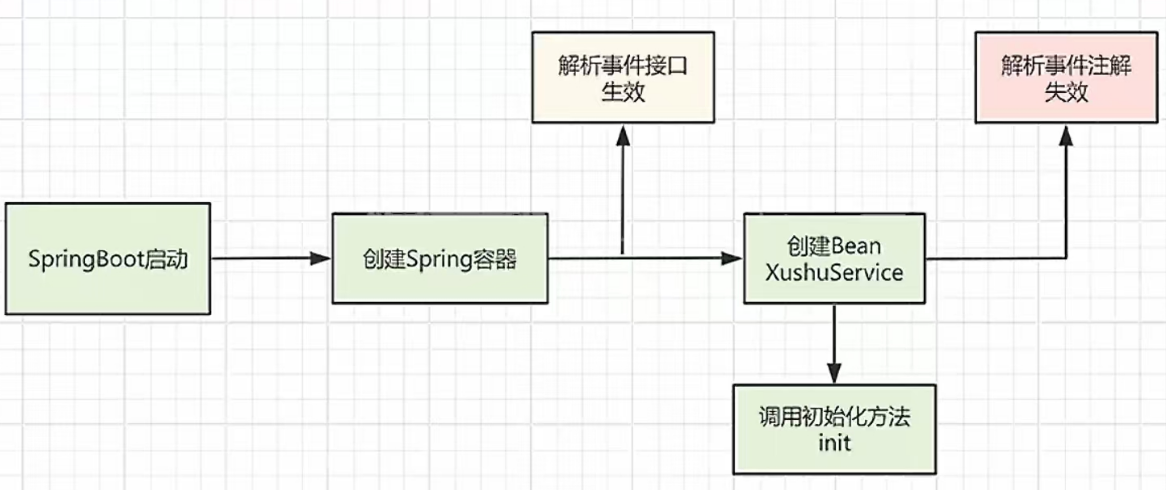 解析事件接口
生效
解析事件注解
失效
SpringBoot启动
创建Spring容器
创建Bean
XushuService
调用初始化方法
init